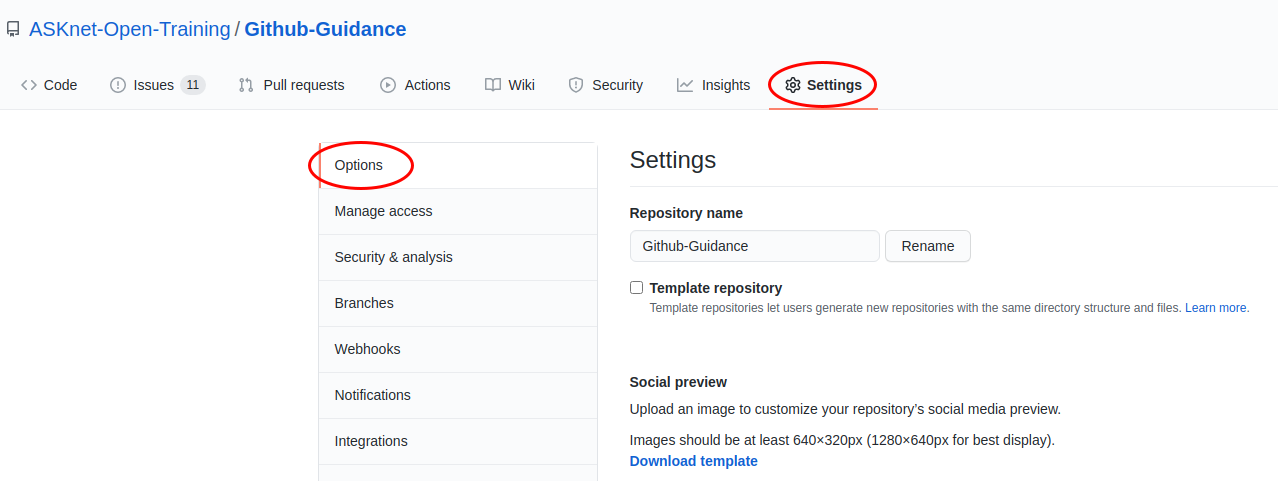 ASKnet-Open-Training / Github-Guidance
Code Issues 11 Pull requests Actions Wiki Security Insights Settings
Options
Manage access
Security & analysis
Branches
Webhooks
Notifications
Integrations
Settings
Repository name
Github-Guidance Rename
Template repository
Template repositories let users generate new repositories with the same directory structure and files. Learn more.
Social preview
Upload an image to customize your repository’s social media preview.
Images should be at least 640×320px (1280×640px for best display).
Download template